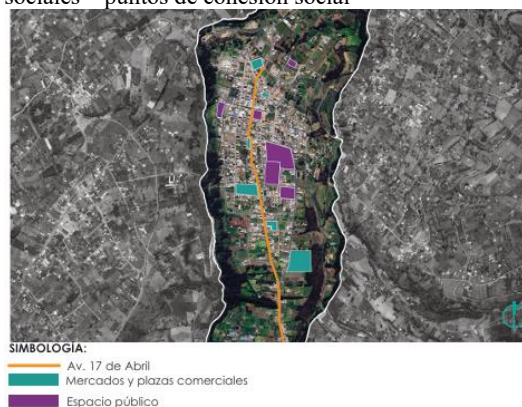 sociales – puntos de cohesión social
SIMBOLOGÍA:
Av. 17 de Abril
Mercados y plazas comerciales
Espacio público